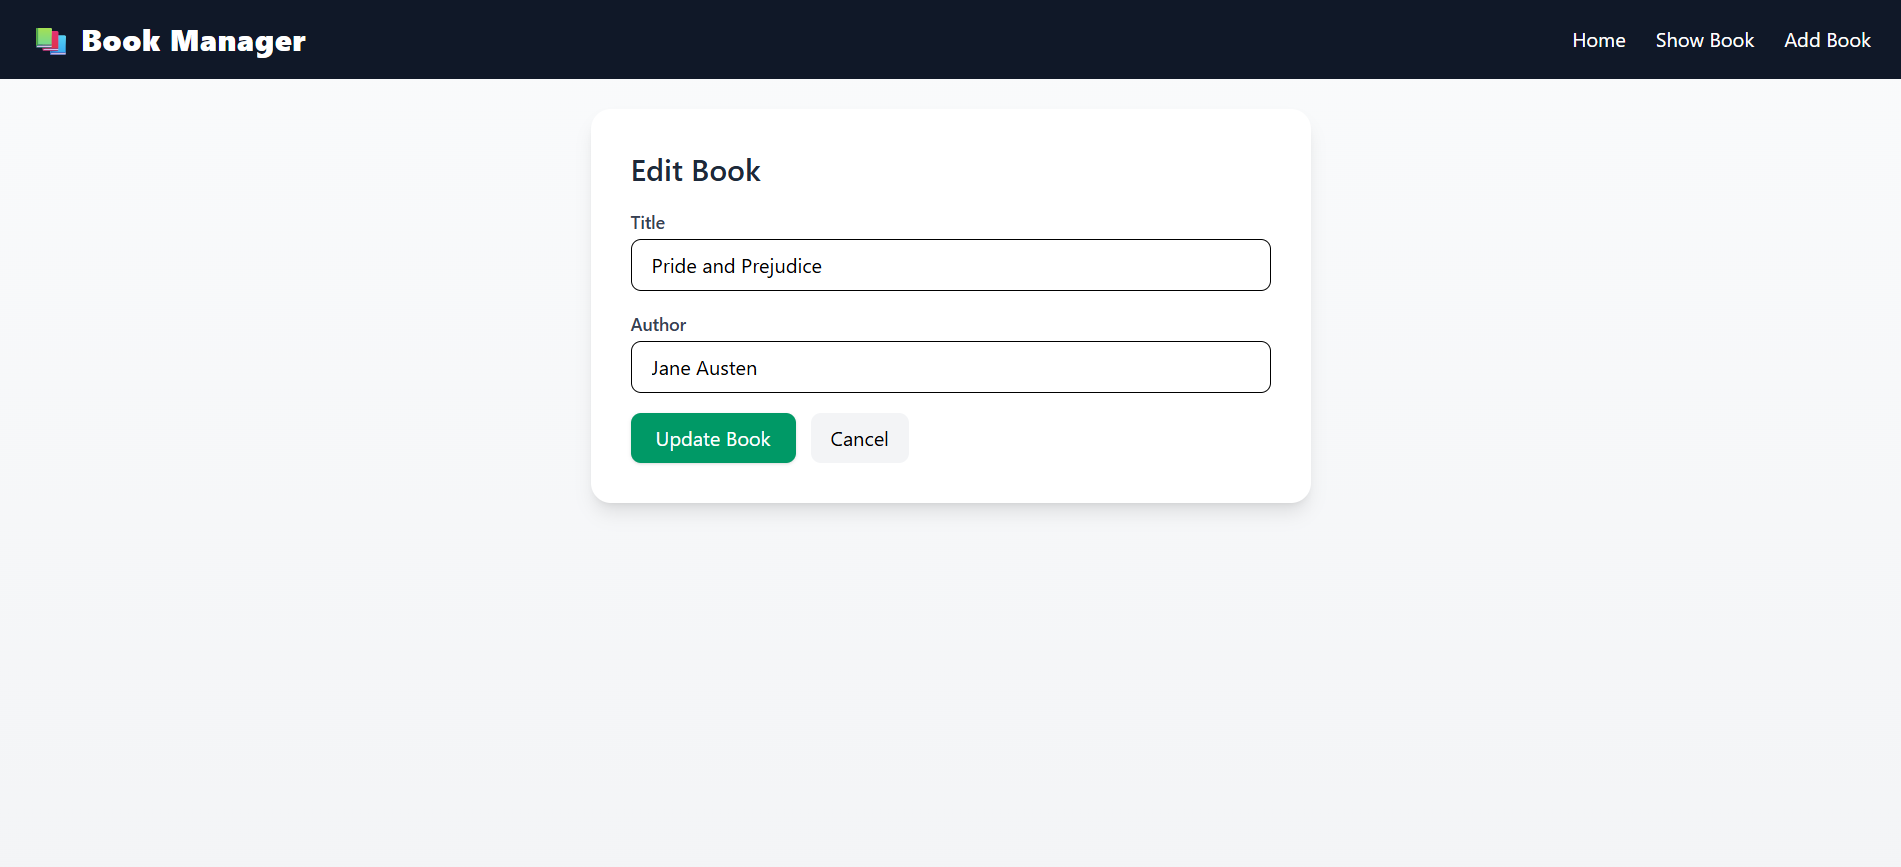 Book Manager
Home Show Book Add Book
Edit Book
Title
Pride and Prejudice
Author
Jane Austen
Update Book Cancel